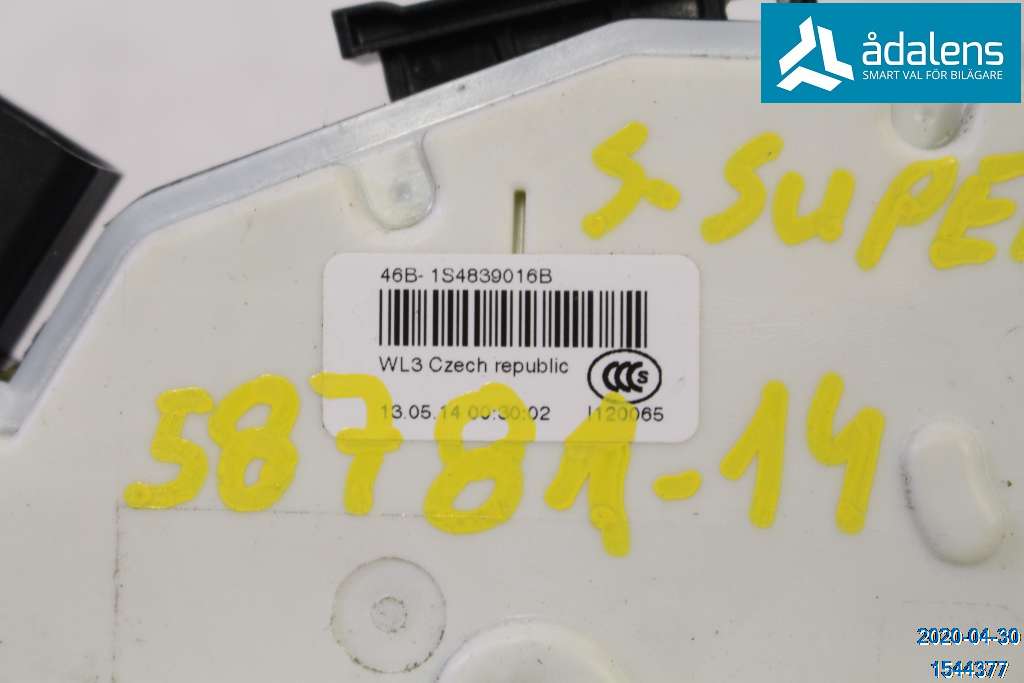 ådalens
SMART VAL FÖR BILÄGARE
S-SUPE
46B- 1S4839016B
WL3 Czech republic
CCC S
13.05.14 00:30:02 I120065
58781-14
2020-04-30
1544377